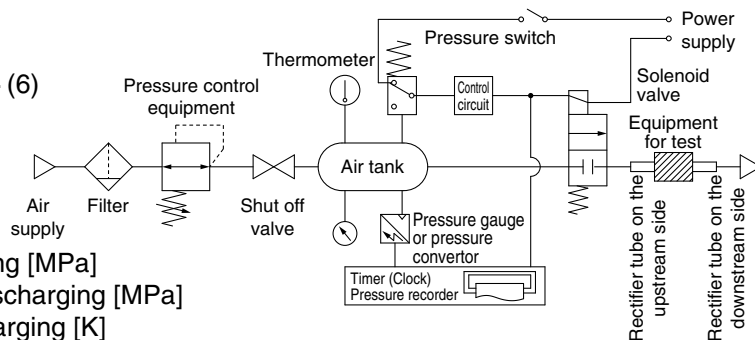 Power
supply
Pressure switch
Thermometer
(6)
Pressure control
equipment
Control
circuit
Solenoid
valve
Equipment
for test
Air tank
Air
supply
Filter
Shut off
valve
Pressure gauge
or pressure
convertor
Timer (Clock)
Pressure recorder
Rectifier tube on the
upstream side
Rectifier tube on the
downstream side
ng [MPa]
scharging [MPa]
arging [K]